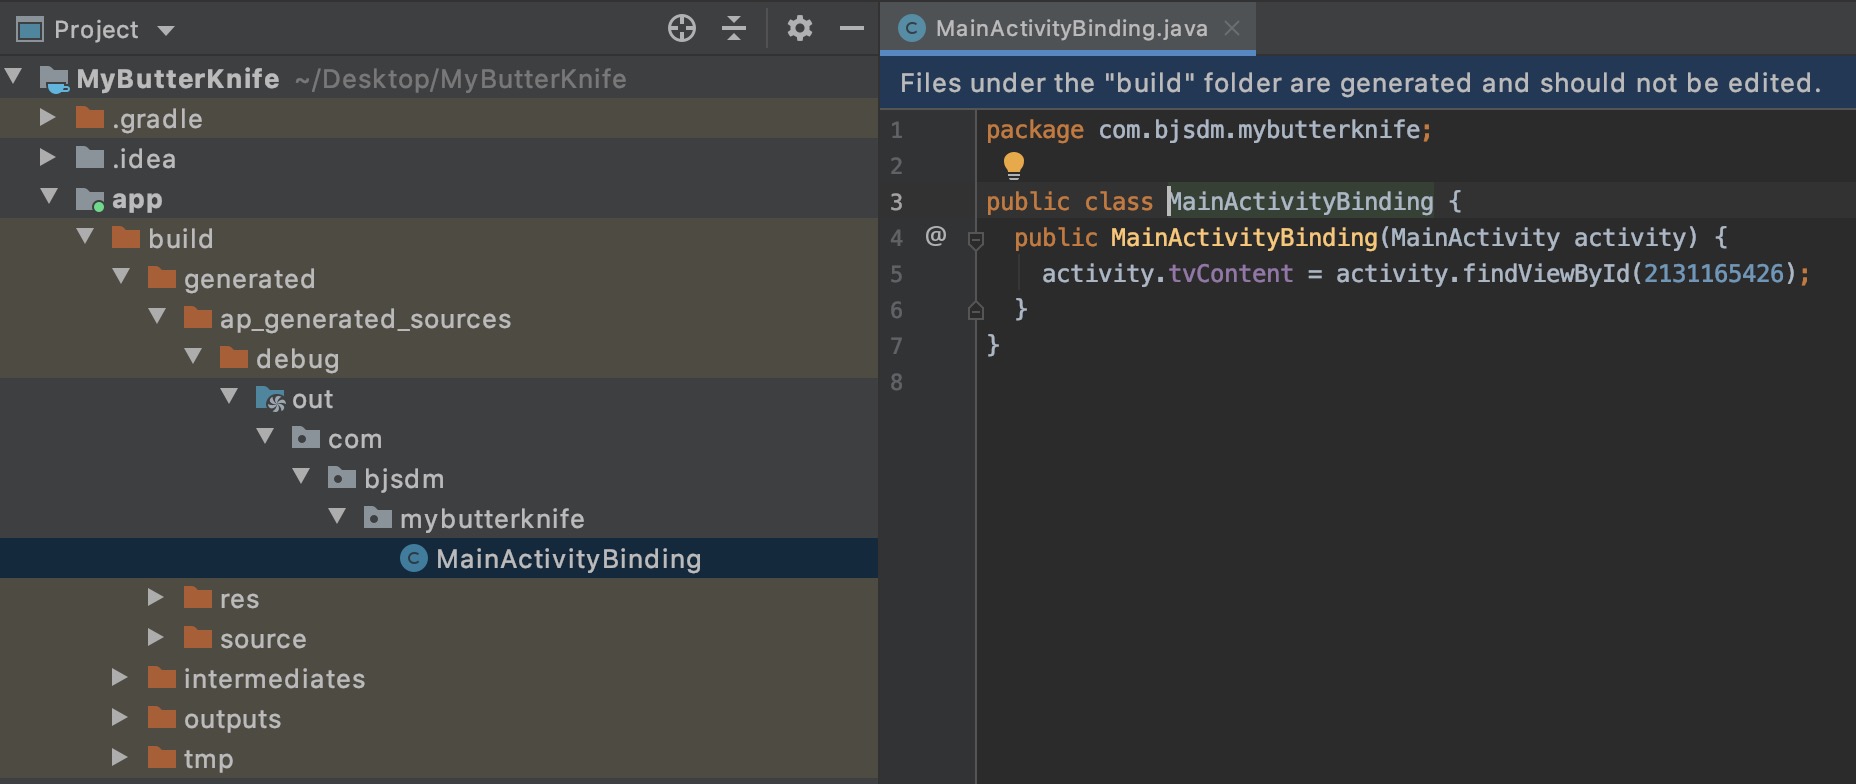 Project
MyButterKnife ~/Desktop/MyButterKnife
.gradle
.idea
app
build
generated
ap_generated_sources
debug
out
com
bjsdm
mybutterknife
MainActivityBinding
res
source
intermediates
outputs
tmp
MainActivityBinding.java
Files under the "build" folder are generated and should not be edited.
1 package com.bjsdm.mybutterknife;
2
3 public class MainActivityBinding {
4 @ public MainActivityBinding(MainActivity activity) {
5 activity.tvContent = activity.findViewById(2131165426);
6 }
7 }
8